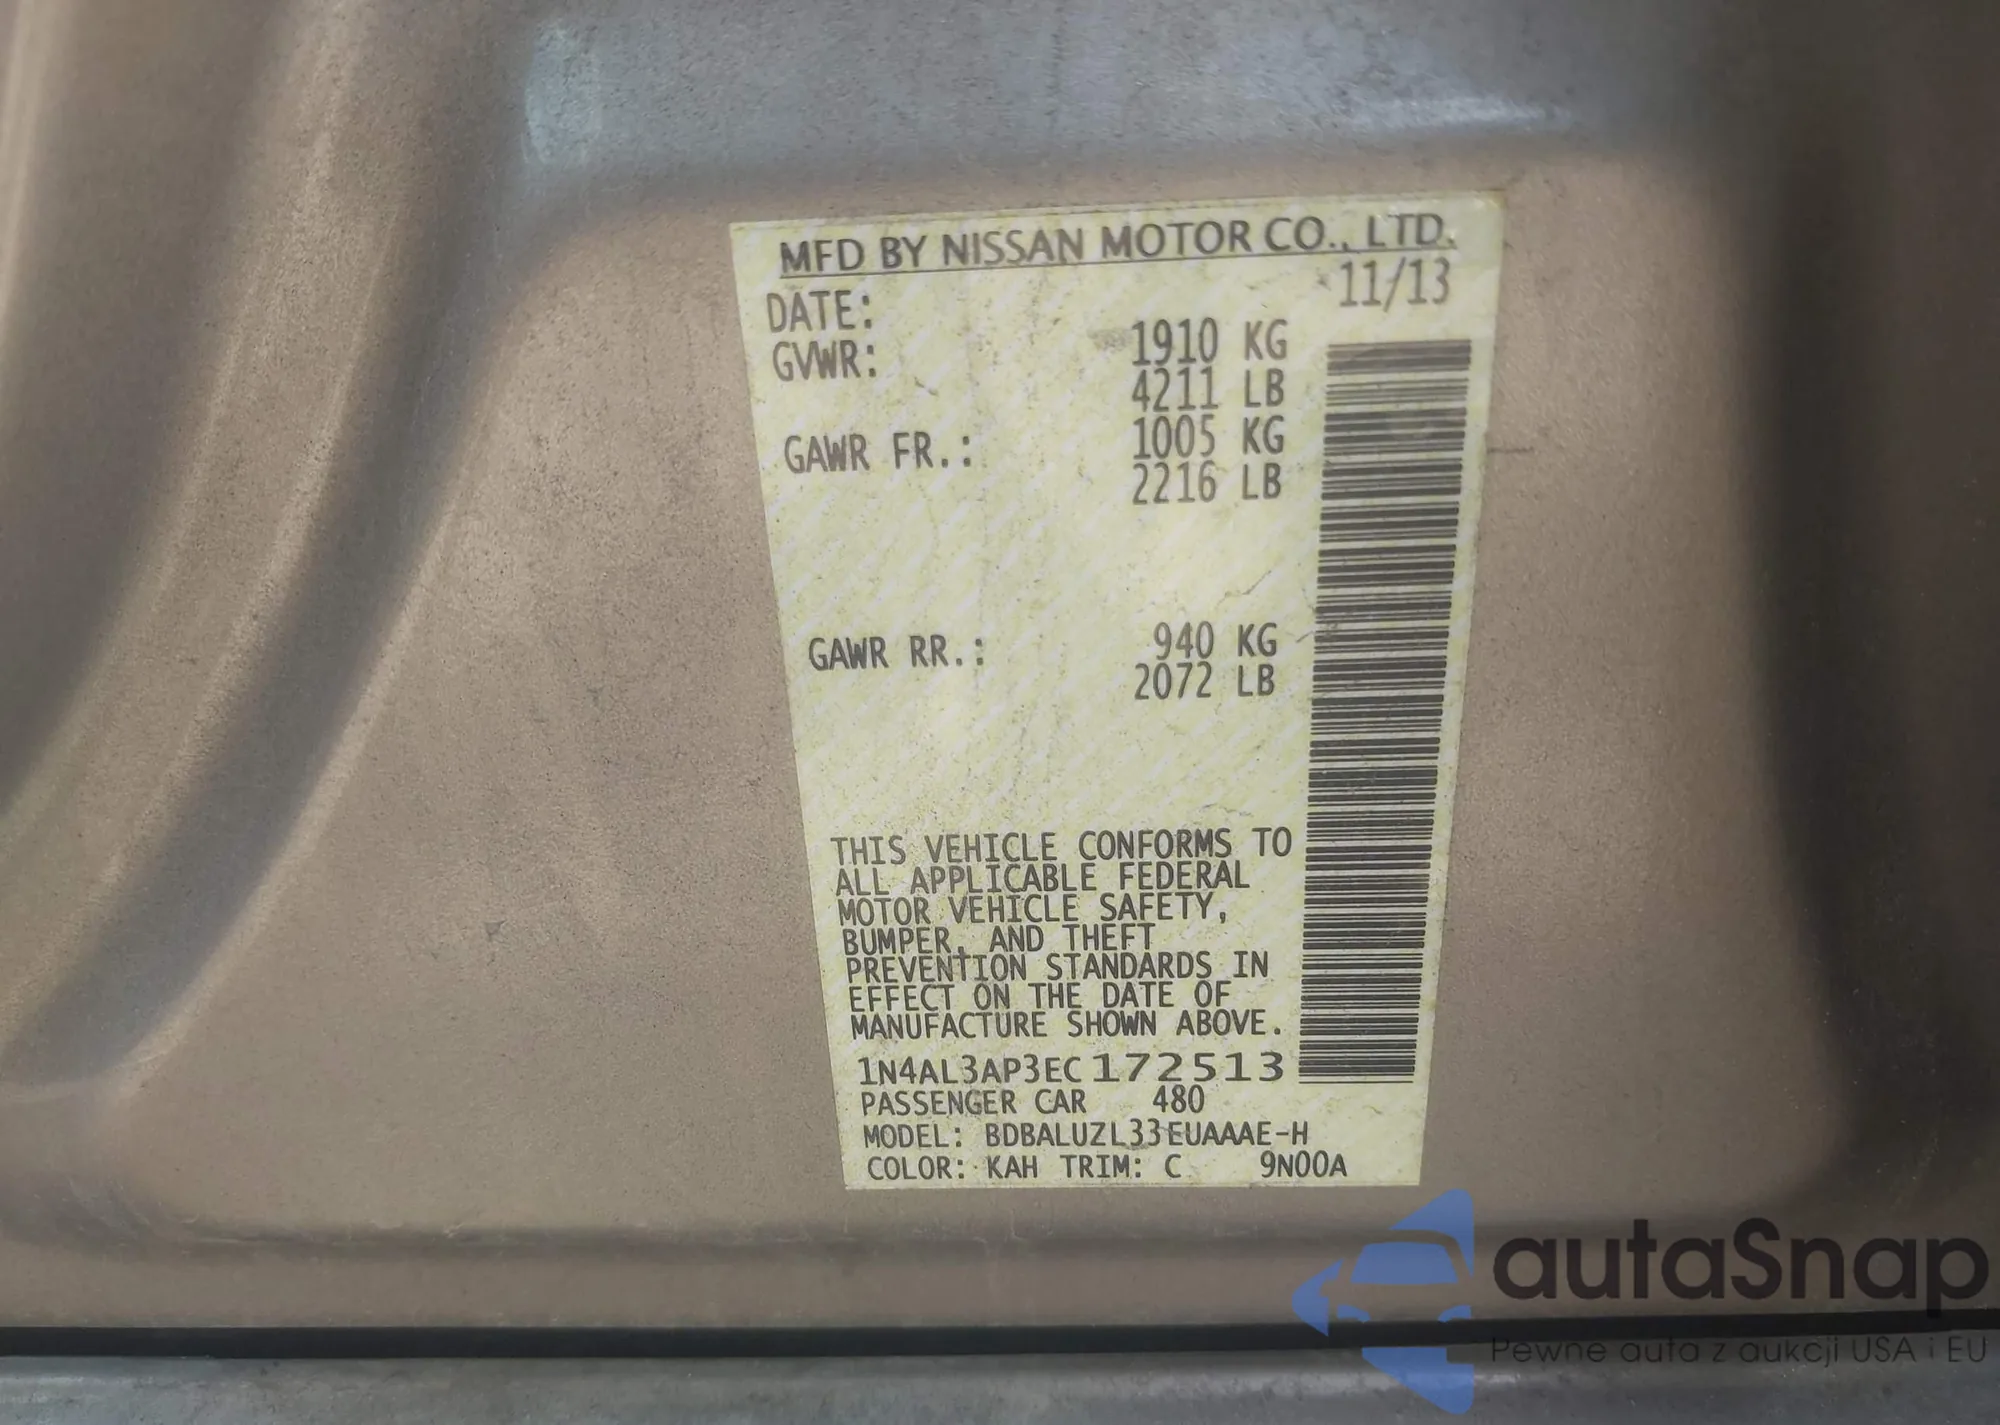 MFD BY NISSAN MOTOR CO., LTD.
DATE: 11/13
GVWR: 1910 KG
4211 LB
GAWR FR.: 1005 KG
2216 LB
GAWR RR.: 940 KG
2072 LB
THIS VEHICLE CONFORMS TO
ALL APPLICABLE FEDERAL
MOTOR VEHICLE SAFETY,
BUMPER, AND THEFT
PREVENTION STANDARDS IN
EFFECT ON THE DATE OF
MANUFACTURE SHOWN ABOVE.
1N4AL3AP3EC172513
PASSENGER CAR 480
MODEL: BDBALUZL33EUAAAE-H
COLOR: KAH TRIM: C 9N00A
autaSnap
Pewne auta z aukcji USA i EU